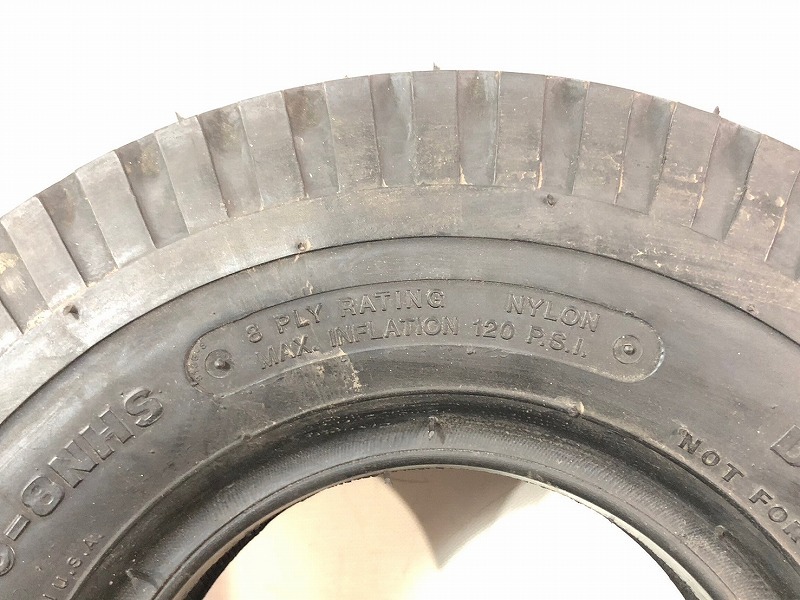 8 PLY RATING NYLON
MAX. INFLATION 120 P.S.I.
-8NHS
U.S.A.
NOT FOR